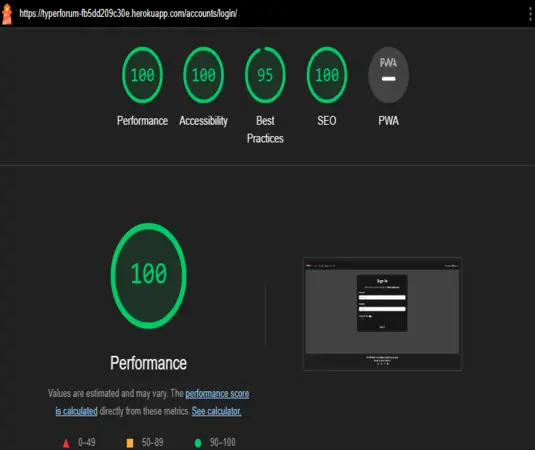 https://typerforum-fb5dd209c30e.herokuapp.com/accounts/login/
100 100 95 100 PWA
Performance Accessibility Best Practices SEO PWA
100
Sign In
Performance
Values are estimated and may vary. The performance score
is calculated directly from these metrics. See calculator.
0–49 50–89 90–100